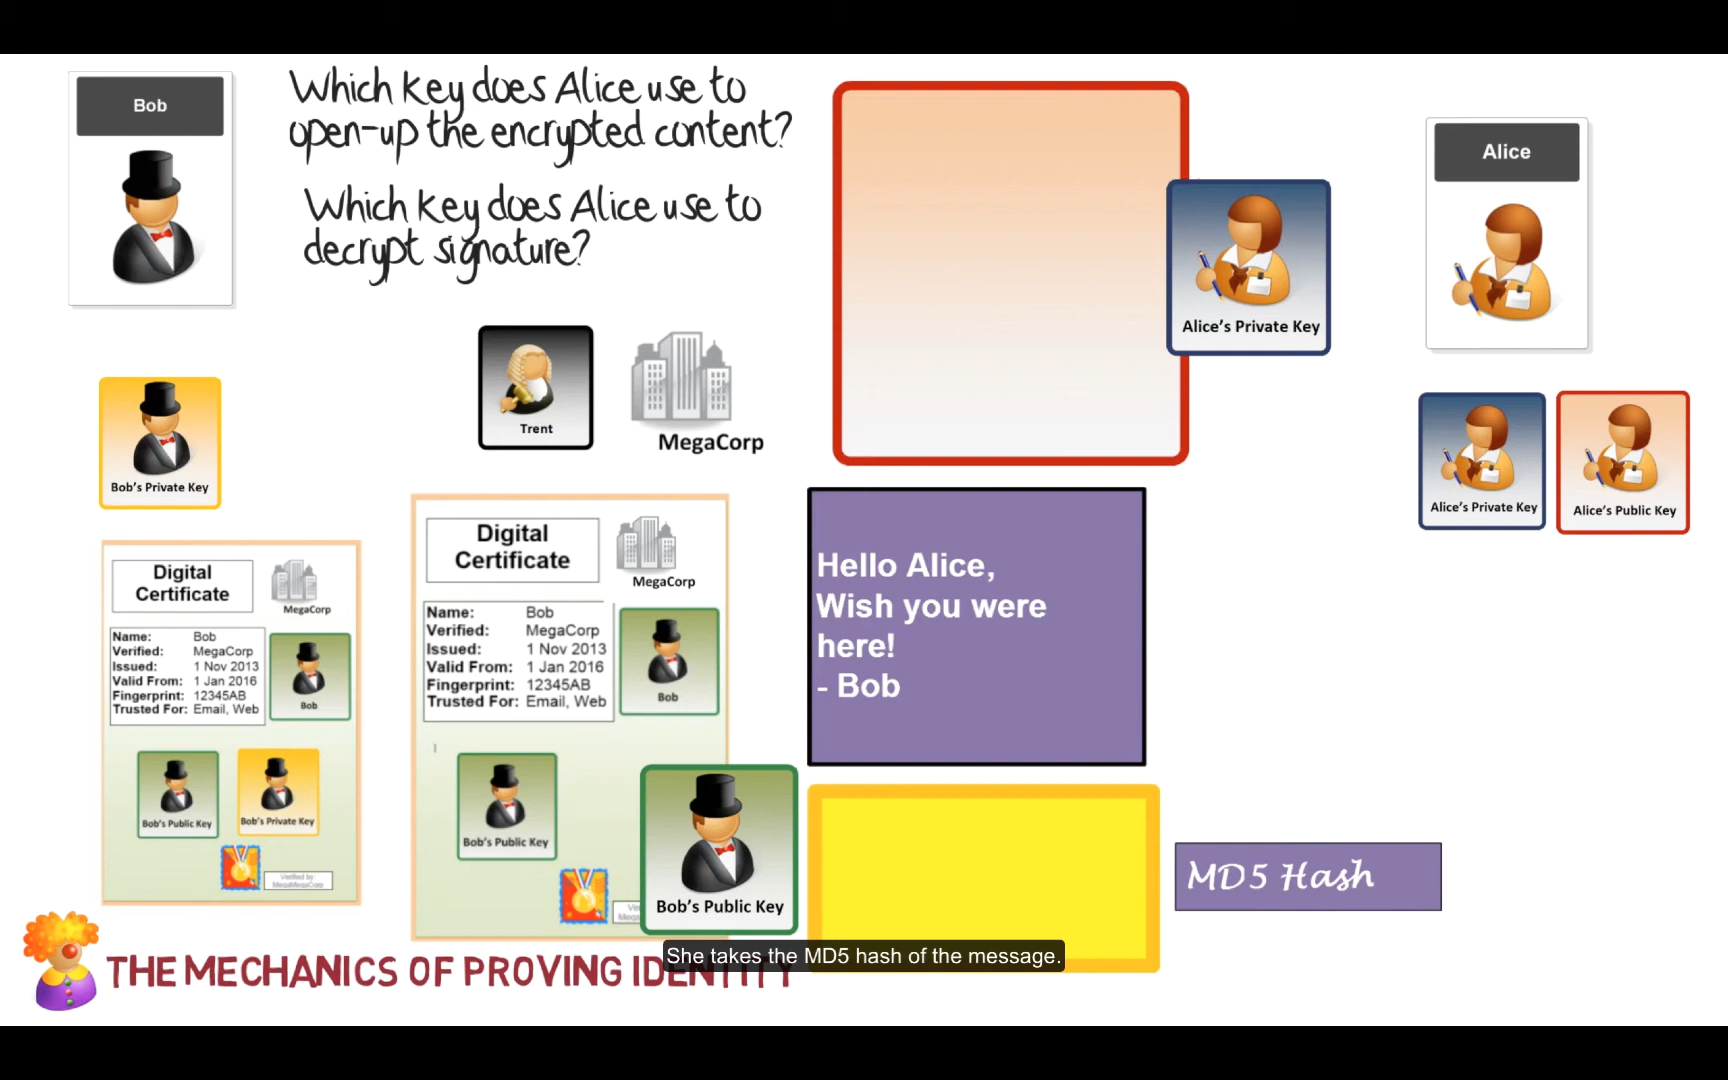 Bob
Which key does Alice use to
open-up the encrypted content?
Which key does Alice use to
decrypt signature?
Alice
Alice's Private Key
Trent
MegaCorp
Bob's Private Key
Alice's Private Key
Alice's Public Key
Digital
Certificate
MegaCorp
Name: Bob
Verified: MegaCorp
Issued: 1 Nov 2013
Valid From: 1 Jan 2016
Fingerprint: 12345AB
Trusted For: Email, Web
Bob
Bob's Public Key
Bob's Private Key
Verified by:
MegaMegaCorp
Digital
Certificate
MegaCorp
Name: Bob
Verified: MegaCorp
Issued: 1 Nov 2013
Valid From: 1 Jan 2016
Fingerprint: 12345AB
Trusted For: Email, Web
Bob
Bob's Public Key
Bob's Public Key
Hello Alice,
Wish you were
here!
- Bob
MD5 Hash
She takes the MD5 hash of the message.
THE MECHANICS OF PROVING IDENTITY